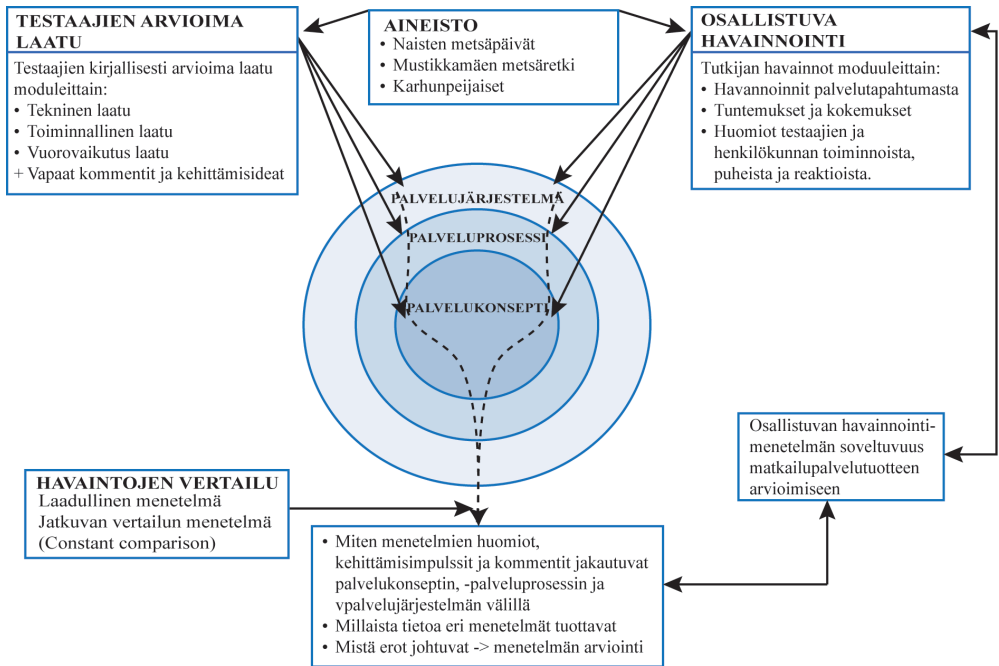 TESTAAJIEN ARVIOIMA
LAATU
Testaajien kirjallisesti arvioima laatu
moduleittain:
• Tekninen laatu
• Toiminnallinen laatu
• Vuorovaikutus laatu
+ Vapaat kommentit ja kehittämisideat
AINEISTO
• Naisten metsäpäivät
• Mustikkamäen metsäretki
• Karhunpeijaiset
OSALLISTUVA
HAVAINNOINTI
Tutkijan havainnot moduuleittain:
• Havannoinnit palvelutapahtumasta
• Tuntemukset ja kokemukset
• Huomiot testaajien ja
henkilökunnan toiminnoista,
puheista ja reaktioista.
PALVELUJÄRJESTELMÄ
PALVELUPROSESSI
PALVELUKONSEPTI
Osallistuvan havainnointi-
menetelmän soveltuvuus
matkailupalvelutuotteen
arvioimiseen
HAVAINTOJEN VERTAILU
Laadullinen menetelmä
Jatkuvan vertailun menetelmä
(Constant comparison)
• Miten menetelmien huomiot,
kehittämisimpulssit ja kommentit jakautuvat
palvelukonseptin, -palveluprosessin ja
vpalvelujärjestelmän välillä
• Millaista tietoa eri menetelmät tuottavat
• Mistä erot johtuvat -> menetelmän arviointi